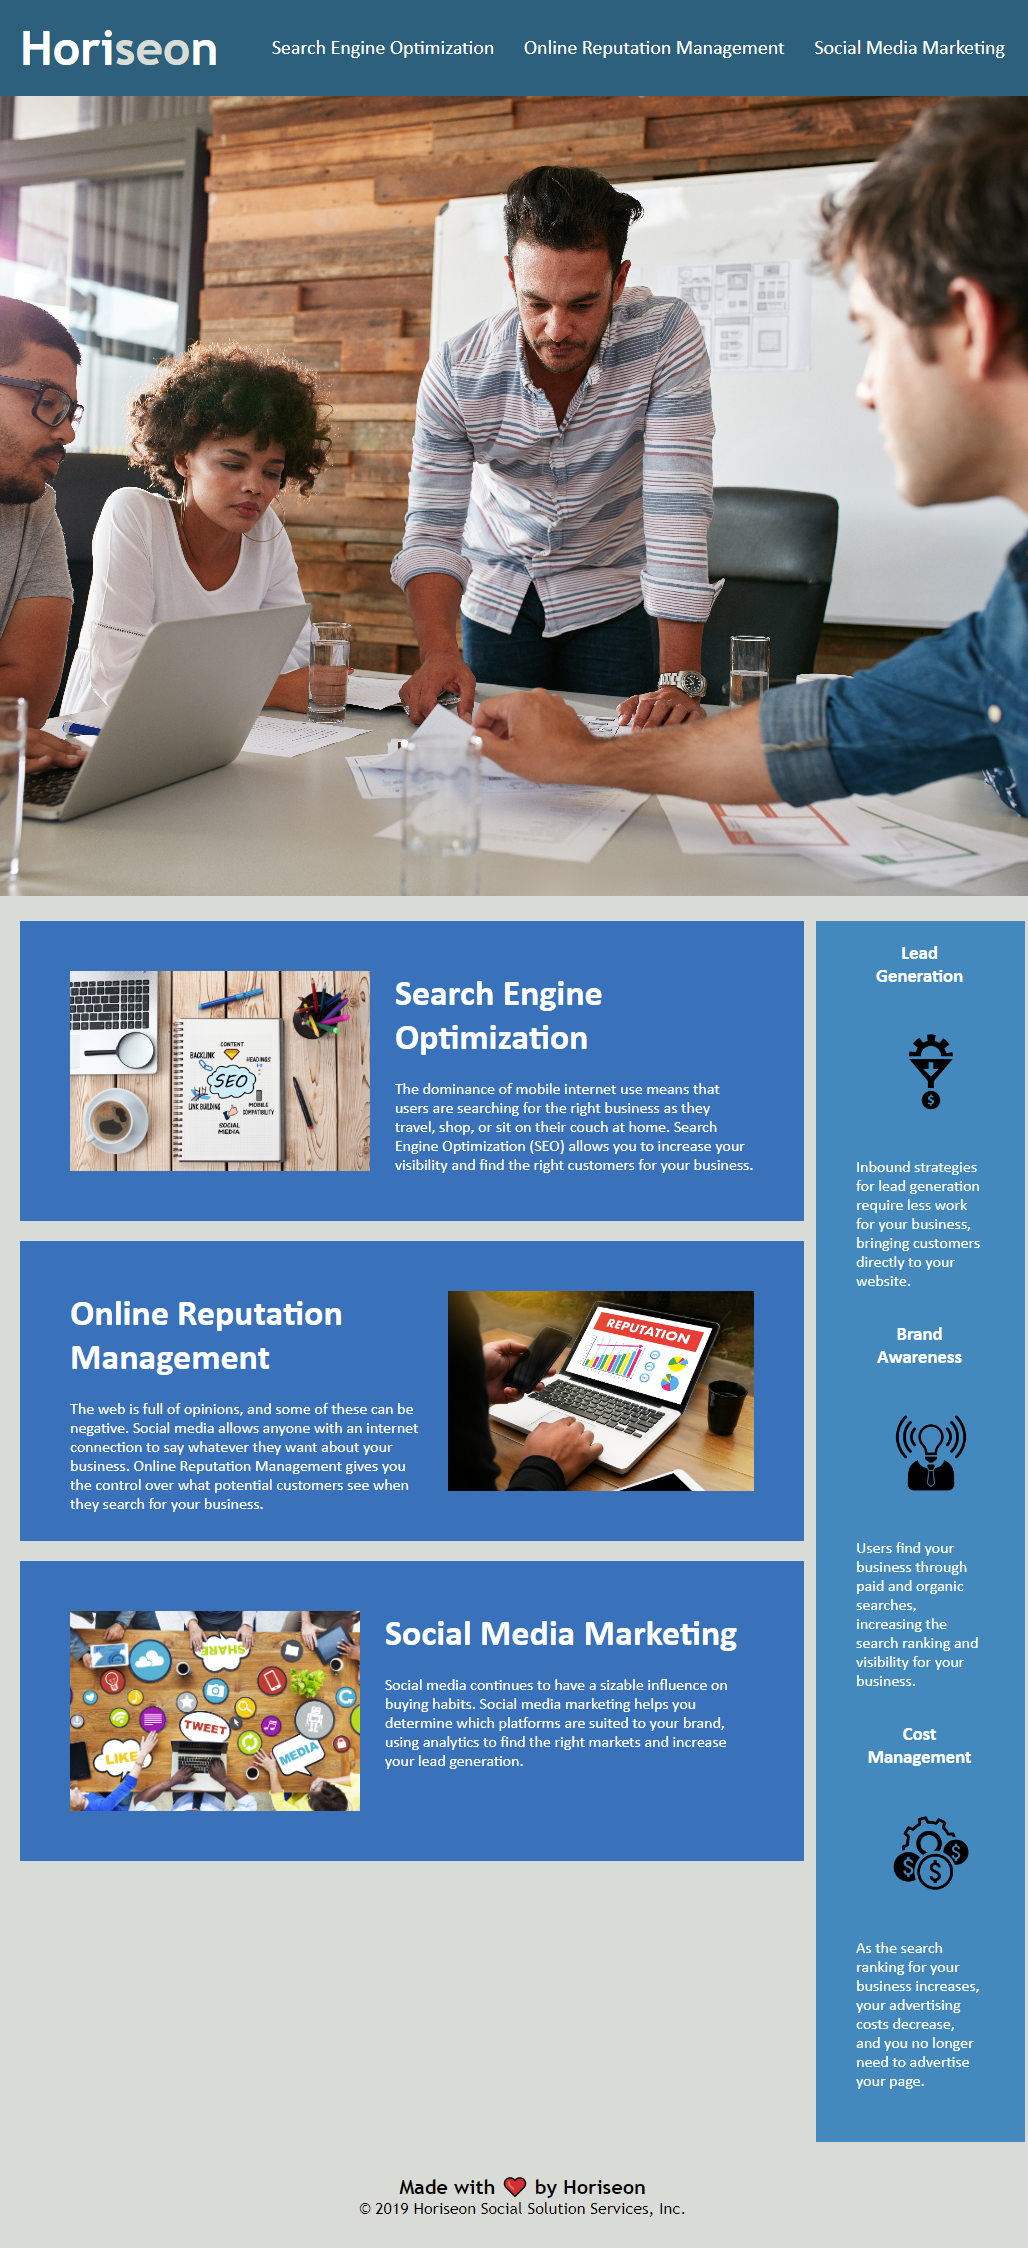 Horiseon
Search Engine Optimization
Online Reputation Management
Social Media Marketing
CONTENT
BACKLINK
HEADINGS
SEO
LINK BUILDING
MOBILE
COMPATIBILITY
SOCIAL
MEDIA
Search Engine
Optimization
The dominance of mobile internet use means that
users are searching for the right business as they
travel, shop, or sit on their couch at home. Search
Engine Optimization (SEO) allows you to increase your
visibility and find the right customers for your business.
Online Reputation
Management
The web is full of opinions, and some of these can be
negative. Social media allows anyone with an internet
connection to say whatever they want about your
business. Online Reputation Management gives you
the control over what potential customers see when
they search for your business.
REPUTATION
SHARE
TWEET
LIKE
MEDIA
Social Media Marketing
Social media continues to have a sizable influence on
buying habits. Social media marketing helps you
determine which platforms are suited to your brand,
using analytics to find the right markets and increase
your lead generation.
Lead
Generation
$
Inbound strategies
for lead generation
require less work
for your business,
bringing customers
directly to your
website.
Brand
Awareness
Users find your
business through
paid and organic
searches,
increasing the
search ranking and
visibility for your
business.
Cost
Management
$ $ $
As the search
ranking for your
business increases,
your advertising
costs decrease,
and you no longer
need to advertise
your page.
Made with ❤️ by Horiseon
© 2019 Horiseon Social Solution Services, Inc.